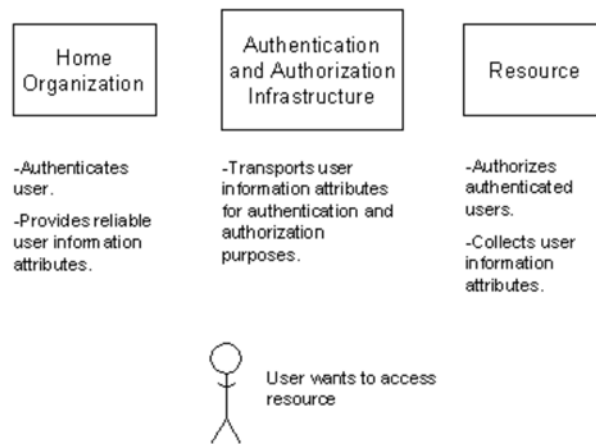 Home
Organization
Authentication
and Authorization
Infrastructure
Resource
-Authenticates
user.
-Provides reliable
user information
attributes.
-Transports user
information attributes
for authentication and
authorization
purposes.
-Authorizes
authenticated
users.
-Collects user
information
attributes.
User wants to access
resource